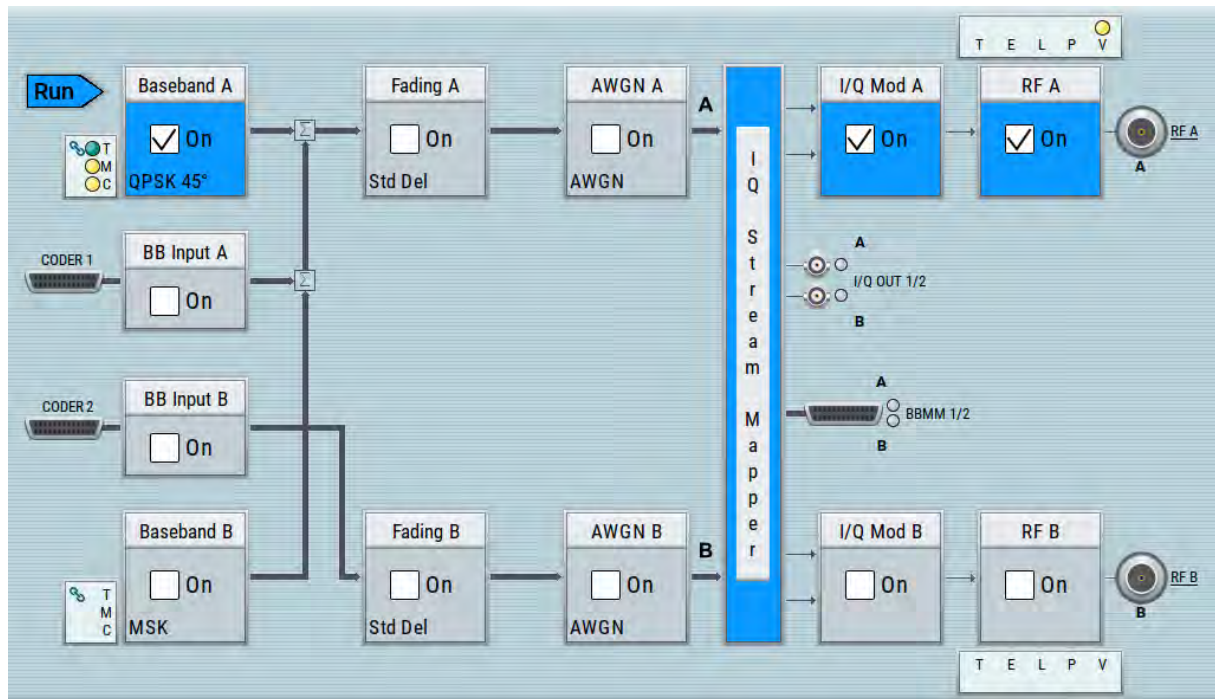 T E L P V
Run
Baseband A
On
QPSK 45°
T
M
C
Σ
Fading A
On
Std Del
AWGN A
On
AWGN
A
I/Q Mod A
On
RF A
On
RF A
A
I
Q
S
t
r
e
a
m
M
a
p
p
e
r
CODER 1
BB Input A
On
Σ
A
I/Q OUT 1/2
B
CODER 2
BB Input B
On
A
BBMM 1/2
B
Baseband B
On
MSK
T
M
C
Fading B
On
Std Del
AWGN B
On
AWGN
B
I/Q Mod B
On
RF B
On
RF B
B
T E L P V